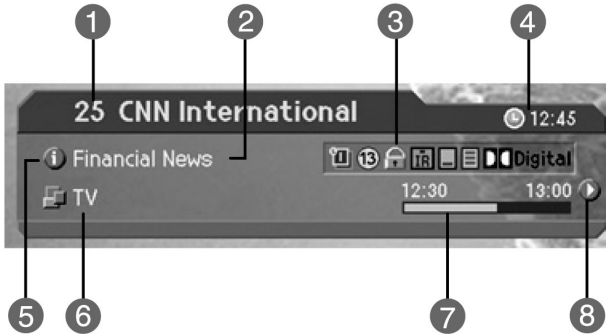 1 2 3 4
25 CNN International 12:45
Financial News 13 IR Digital
TV 12:30 13:00
5 6 7 8